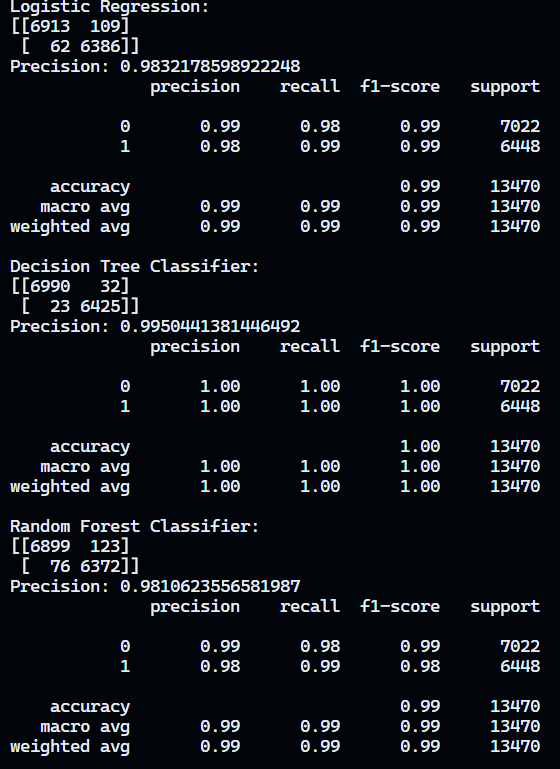 Logistic Regression:
[[6913  109]
 [  62 6386]]
Precision: 0.9832178598922248
              precision    recall  f1-score   support

           0       0.99      0.98      0.99      7022
           1       0.98      0.99      0.99      6448

    accuracy                           0.99     13470
   macro avg       0.99      0.99      0.99     13470
weighted avg       0.99      0.99      0.99     13470

Decision Tree Classifier:
[[6990   32]
 [  23 6425]]
Precision: 0.9950441381446492
              precision    recall  f1-score   support

           0       1.00      1.00      1.00      7022
           1       1.00      1.00      1.00      6448

    accuracy                           1.00     13470
   macro avg       1.00      1.00      1.00     13470
weighted avg       1.00      1.00      1.00     13470

Random Forest Classifier:
[[6899  123]
 [  76 6372]]
Precision: 0.9810623556581987
              precision    recall  f1-score   support

           0       0.99      0.98      0.99      7022
           1       0.98      0.99      0.98      6448

    accuracy                           0.99     13470
   macro avg       0.99      0.99      0.99     13470
weighted avg       0.99      0.99      0.99     13470